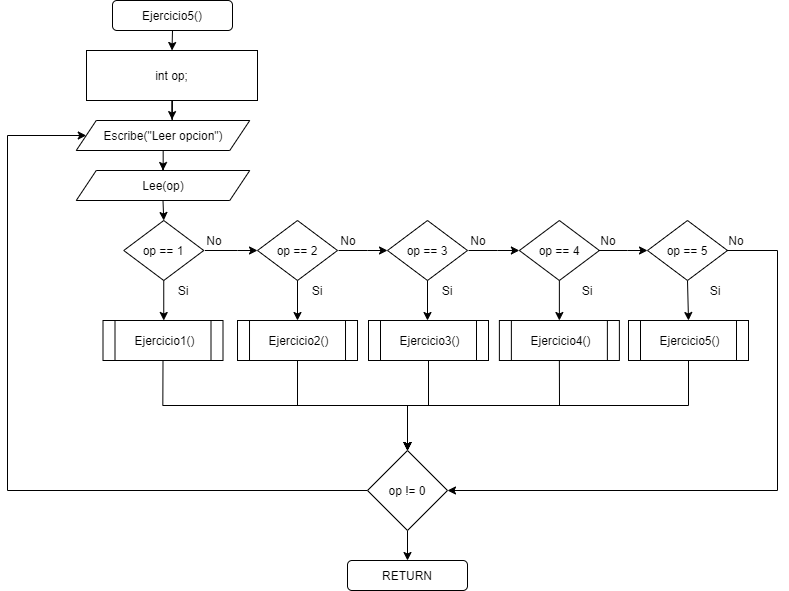 Ejercicio5()
int op;
Escribe("Leer opcion")
Lee(op)
op == 1
No
op == 2
No
op == 3
No
op == 4
No
op == 5
No
Si
Si
Si
Si
Si
Ejercicio1()
Ejercicio2()
Ejercicio3()
Ejercicio4()
Ejercicio5()
op != 0
RETURN